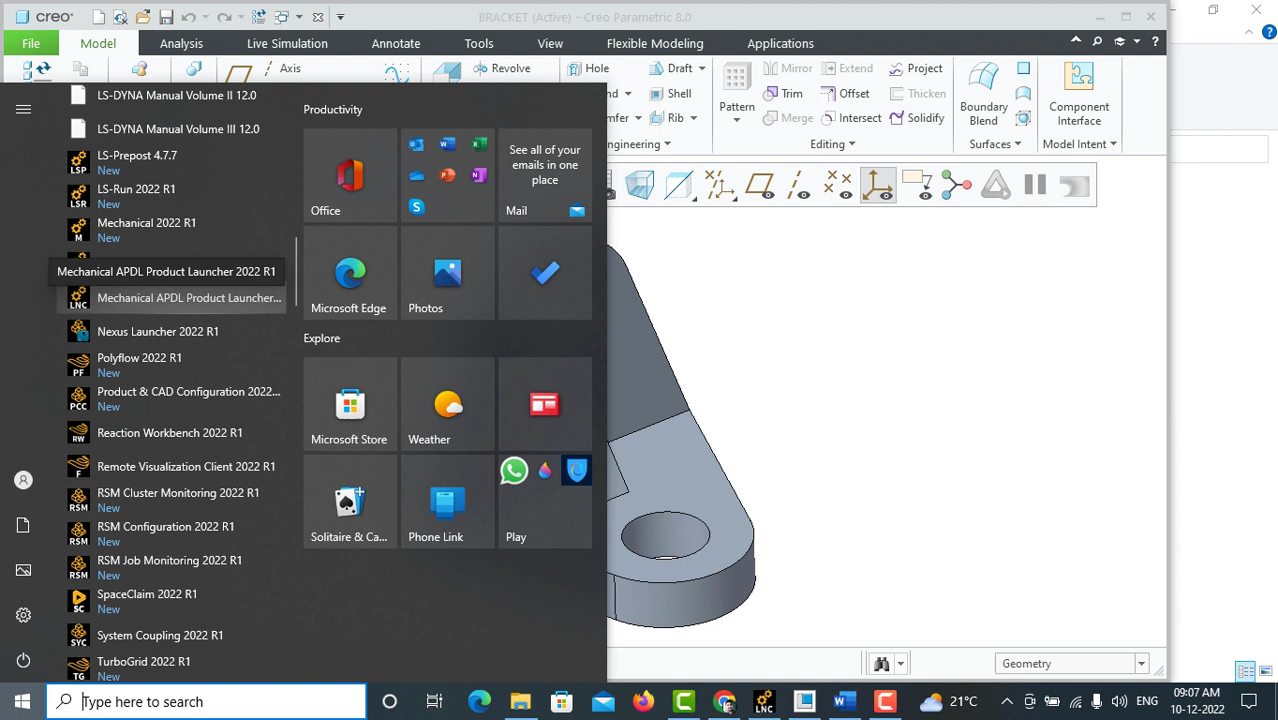 creo
BRACKET (Active) - Creo Parametric 8.0
File
Model
Analysis
Live Simulation
Annotate
Tools
View
Flexible Modeling
Applications
Axis
Revolve
Hole
Draft
Mirror
Extend
Project
Shell
Trim
Offset
Thicken
Rib
Merge
Intersect
Solidify
Pattern
Boundary
Blend
Component
Interface
Editing
Surfaces
Model Intent
LS-DYNA Manual Volume II 12.0
LS-DYNA Manual Volume III 12.0
LS-Prepost 4.7.7
New
LS-Run 2022 R1
New
Mechanical 2022 R1
New
Mechanical APDL Product Launcher 2022 R1
Mechanical APDL Product Launcher...
Nexus Launcher 2022 R1
Polyflow 2022 R1
New
Product & CAD Configuration 2022...
New
Reaction Workbench 2022 R1
Remote Visualization Client 2022 R1
RSM Cluster Monitoring 2022 R1
New
RSM Configuration 2022 R1
New
RSM Job Monitoring 2022 R1
New
SpaceClaim 2022 R1
New
System Coupling 2022 R1
TurboGrid 2022 R1
Productivity
Office
See all of your
emails in one
place
Mail
Microsoft Edge
Photos
Explore
Microsoft Store
Weather
Solitaire & Ca...
Phone Link
Play
Geometry
Type here to search
21°C
ENG
09:07 AM
10-12-2022